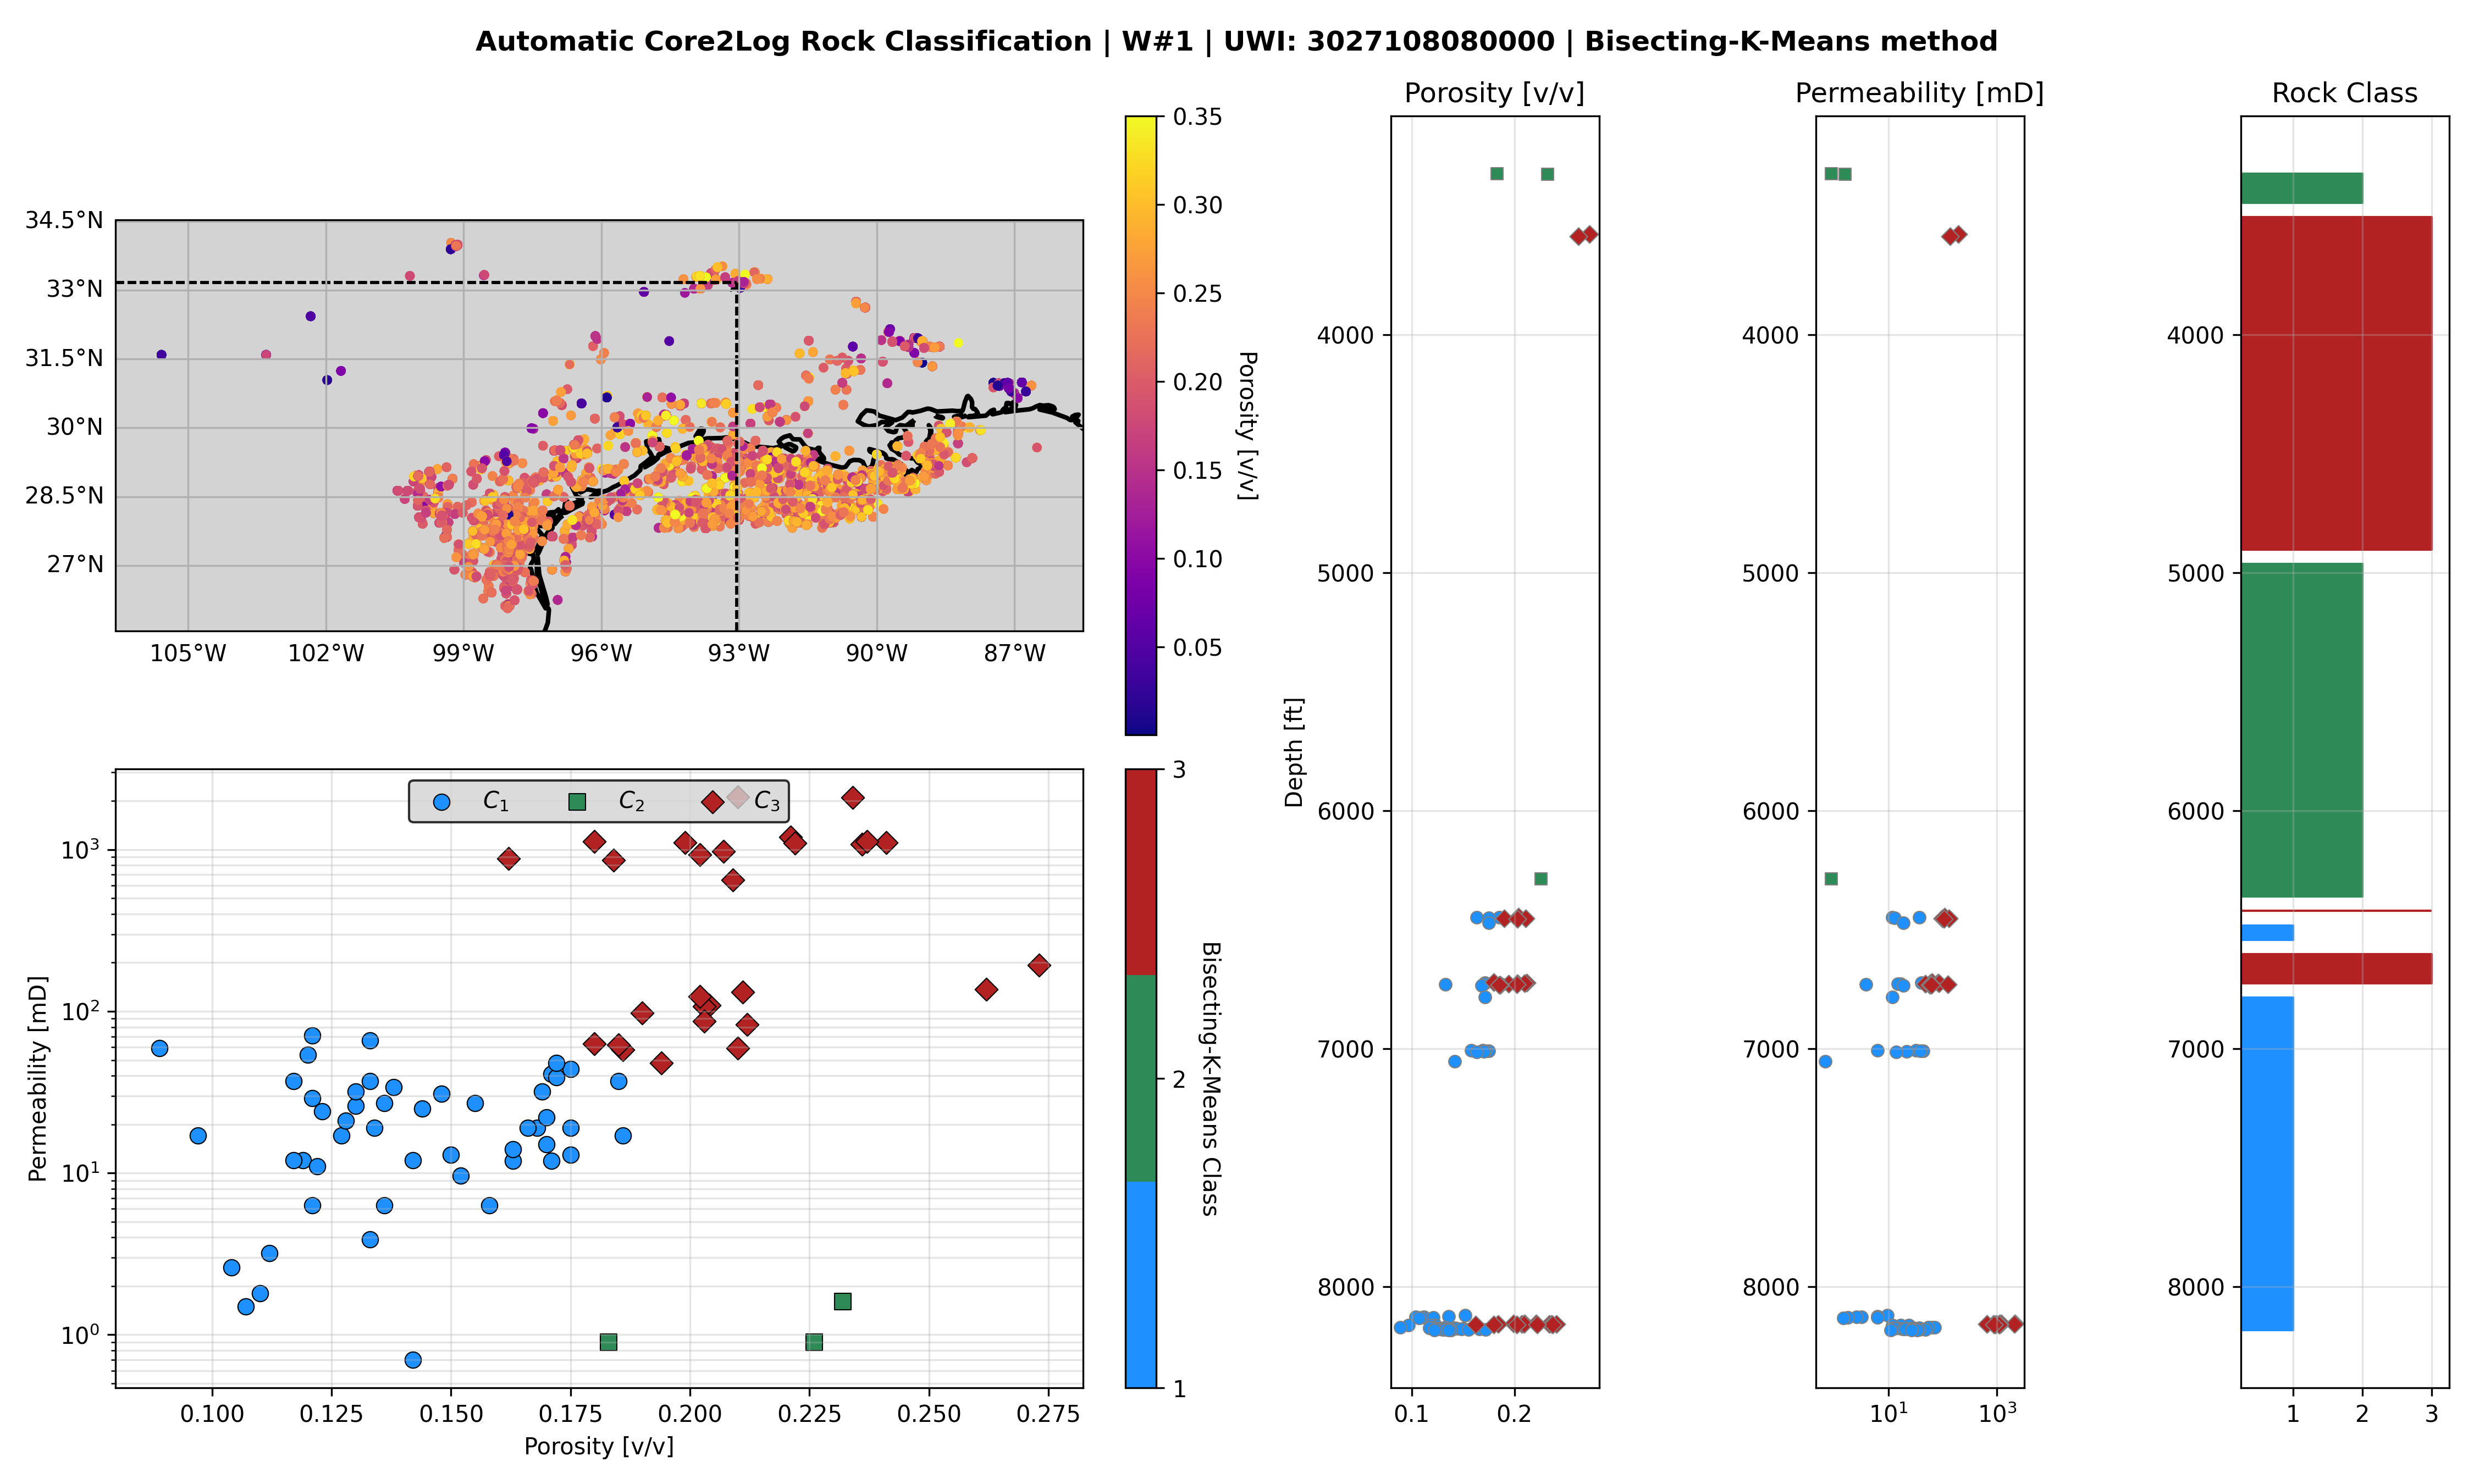 Automatic Core2Log Rock Classification | W#1 | UWI: 3027108080000 | Bisecting-K-Means method
34.5°N
33°N
31.5°N
30°N
28.5°N
27°N
105°W 102°W 99°W 96°W 93°W 90°W 87°W
0.35
0.30
0.25
0.20
0.15
0.10
0.05
Porosity [v/v]
C1 C2 C3
10^3
10^2
10^1
10^0
Permeability [mD]
0.100 0.125 0.150 0.175 0.200 0.225 0.250 0.275
Porosity [v/v]
3
2
1
Bisecting-K-Means Class
Porosity [v/v]
Depth [ft]
4000
5000
6000
7000
8000
0.1 0.2
Permeability [mD]
4000
5000
6000
7000
8000
10^1 10^3
Rock Class
4000
5000
6000
7000
8000
1 2 3